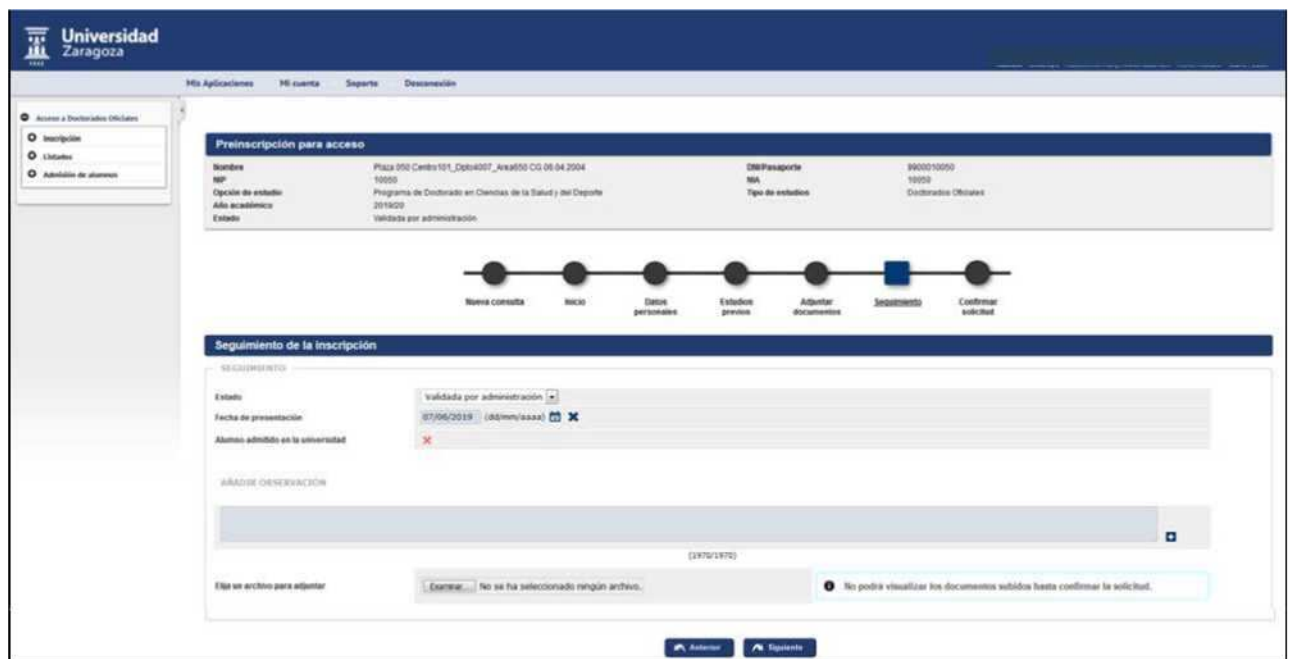 Universidad
Zaragoza
1542
Mis Aplicaciones Mi cuenta Soporte Desconexión
Acceso a Doctorados Oficiales
Inscripción
Listados
Admisión de alumnos
Preinscripción para acceso
Nombre Plaza 050 Centro101_Dpto4007_Area650 CG 06.04.2004 DNI/Pasaporte 9900010050
NIP 10050 NIA 10050
Opción de estudio Programa de Doctorado en Ciencias de la Salud y del Deporte Tipo de estudios Doctorados Oficiales
Año académico 2019/20
Estado Validada por administración
Nueva consulta Inicio Datos personales Estudios previos Adjuntar documentos Seguimiento Confirmar solicitud
Seguimiento de la inscripción
SEGUIMIENTO
Estado Validada por administración
Fecha de presentación 07/06/2019 (dd/mm/aaaa)
Alumno admitido en la universidad
AÑADIR OBSERVACIÓN
(1970/1970)
Elija un archivo para adjuntar Examinar... No se ha seleccionado ningún archivo. No podrá visualizar los documentos subidos hasta confirmar la solicitud.
Anterior Siguiente